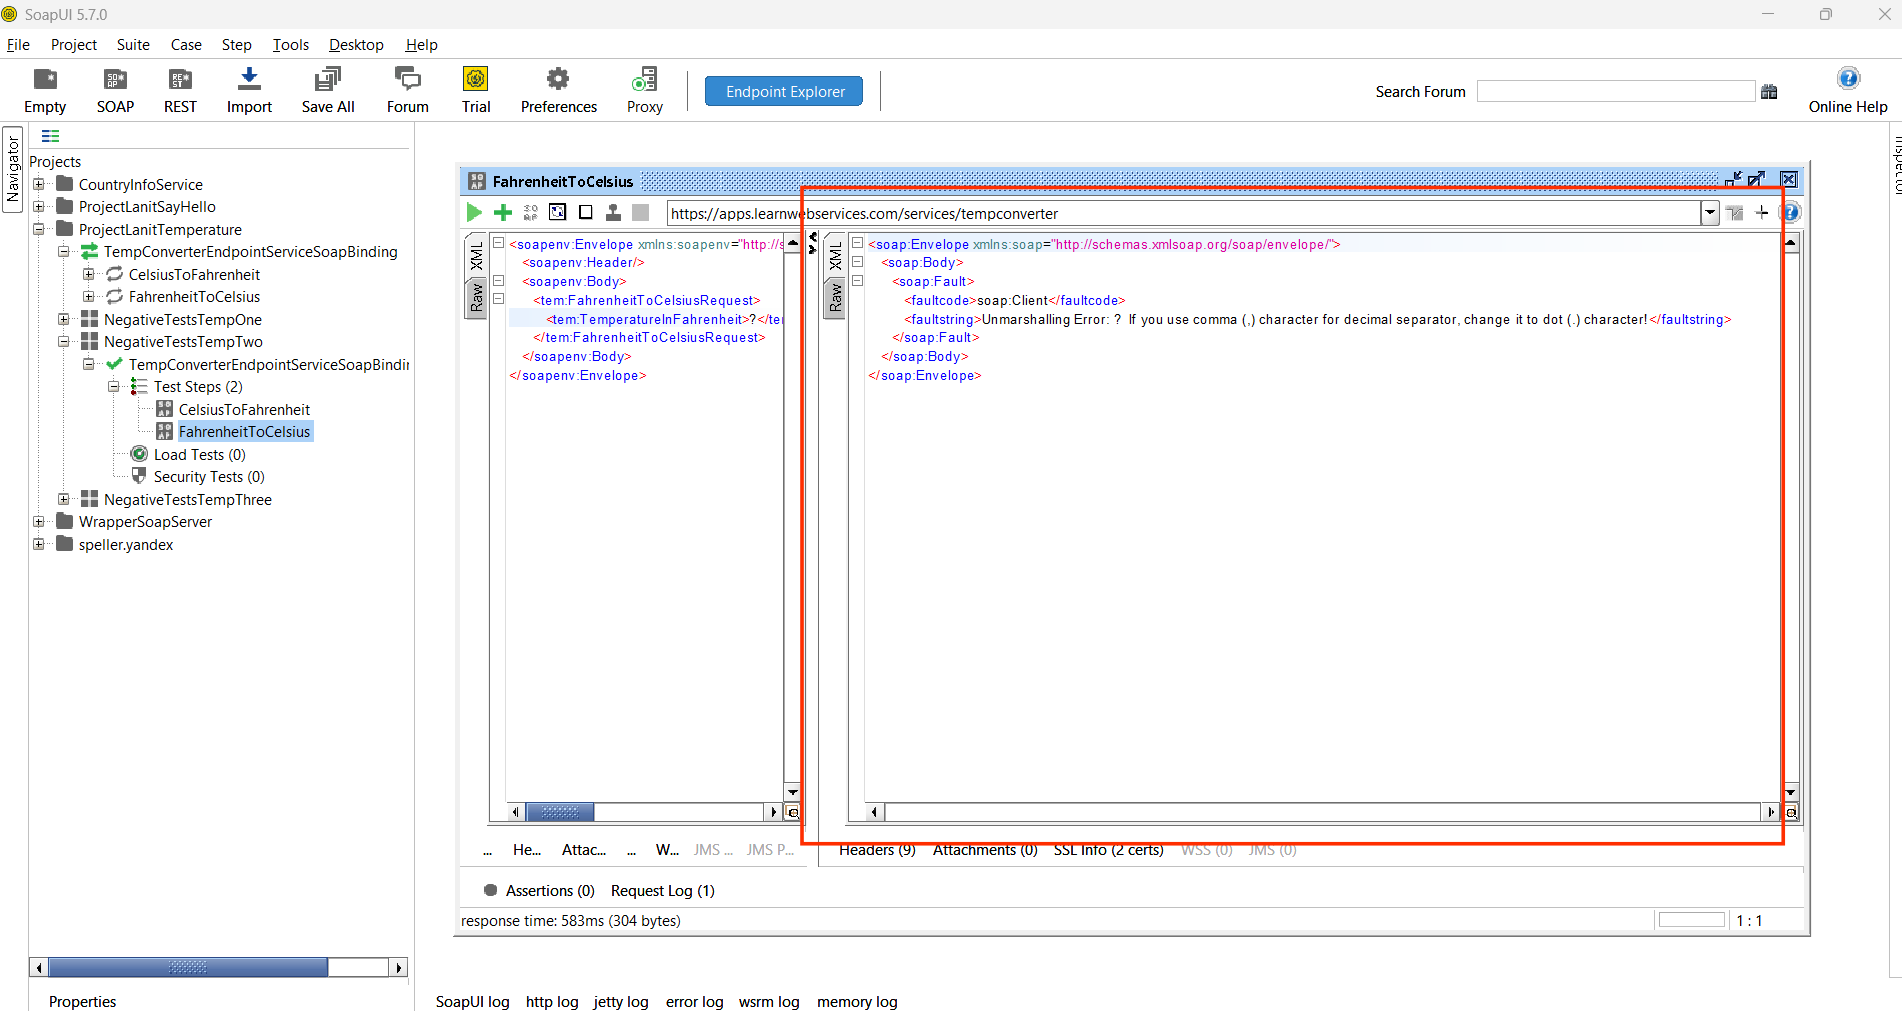 SoapUI 5.7.0
File Project Suite Case Step Tools Desktop Help
Empty SOAP REST Import Save All Forum Trial Preferences Proxy Endpoint Explorer Search Forum Online Help
Navigator
Projects
CountryInfoService
ProjectLanitSayHello
ProjectLanitTemperature
TempConverterEndpointServiceSoapBinding
CelsiusToFahrenheit
FahrenheitToCelsius
NegativeTestsTempOne
NegativeTestsTempTwo
TempConverterEndpointServiceSoapBindin
Test Steps (2)
CelsiusToFahrenheit
FahrenheitToCelsius
Load Tests (0)
Security Tests (0)
NegativeTestsTempThree
WrapperSoapServer
speller.yandex
Properties
FahrenheitToCelsius
https://apps.learnwebservices.com/services/tempconverter
XML
Raw
<soapenv:Envelope xmlns:soapenv="http://s
<soapenv:Header/>
<soapenv:Body>
<tem:FahrenheitToCelsiusRequest>
<tem:TemperatureInFahrenheit>?</ter
</tem:FahrenheitToCelsiusRequest>
</soapenv:Body>
</soapenv:Envelope>
XML
Raw
<soap:Envelope xmlns:soap="http://schemas.xmlsoap.org/soap/envelope/">
<soap:Body>
<soap:Fault>
<faultcode>soap:Client</faultcode>
<faultstring>Unmarshalling Error: ? If you use comma (,) character for decimal separator, change it to dot (.) character!</faultstring>
</soap:Fault>
</soap:Body>
</soap:Envelope>
... He... Attac... ... W... JMS ... JMS P...
Headers (9) Attachments (0) SSL Info (2 certs) WSS (0) JMS (0)
Assertions (0) Request Log (1)
response time: 583ms (304 bytes)
1 : 1
SoapUI log http log jetty log error log wsrm log memory log